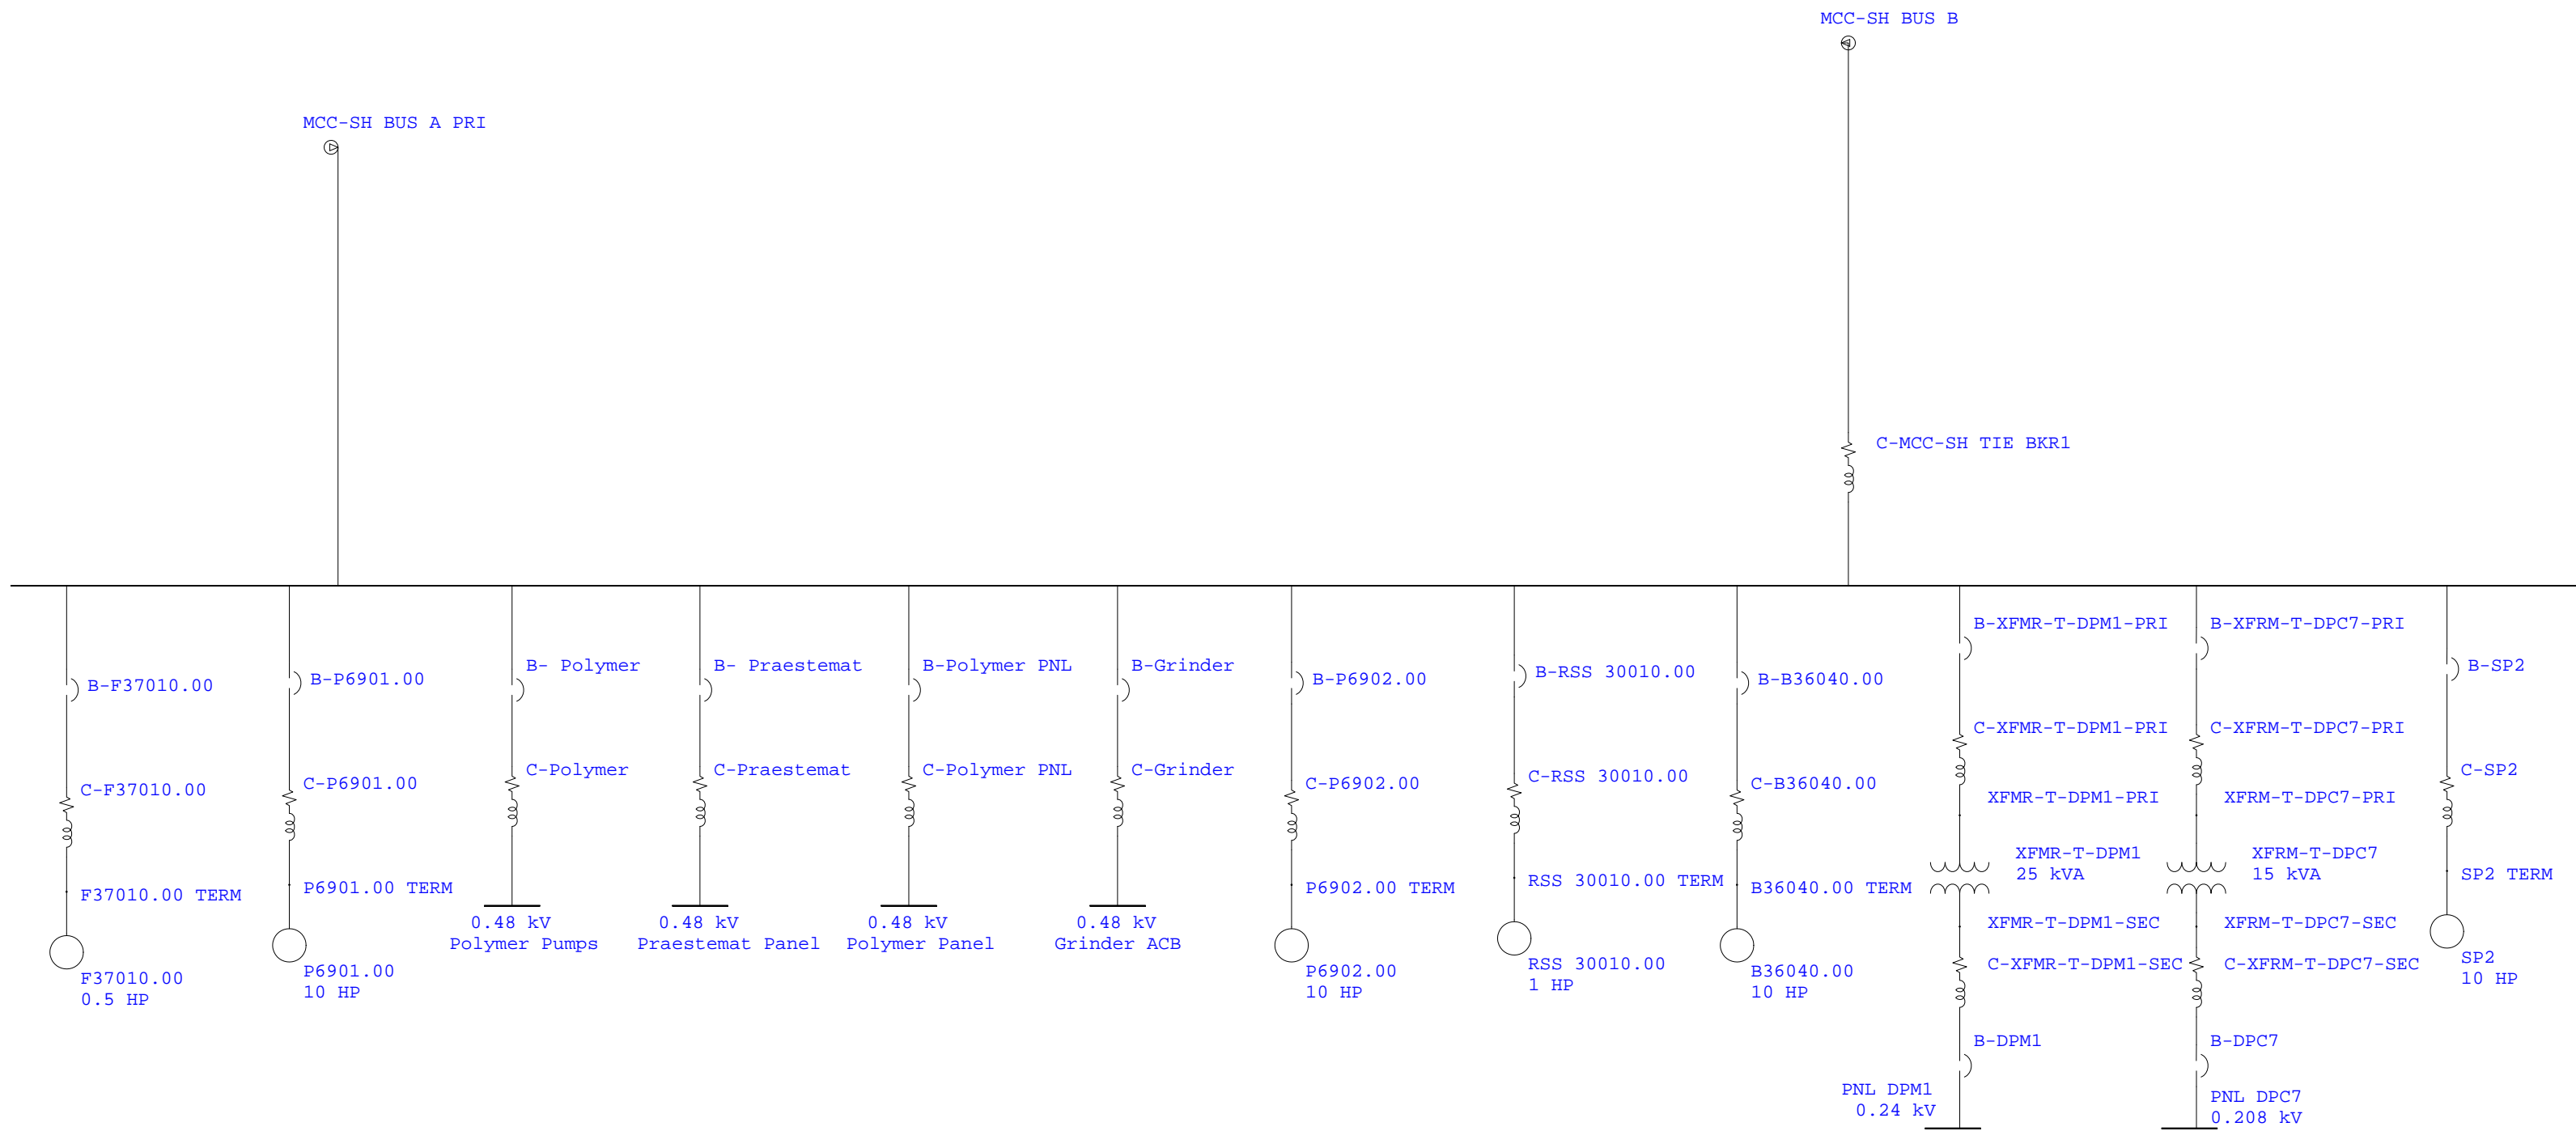 MCC-SH BUS B
MCC-SH BUS A PRI
C-MCC-SH TIE BKR1
B-F37010.00
C-F37010.00
F37010.00 TERM
F37010.00
0.5 HP
B-P6901.00
C-P6901.00
P6901.00 TERM
P6901.00
10 HP
B- Polymer
C-Polymer
0.48 kV
Polymer Pumps
B- Praestemat
C-Praestemat
0.48 kV
Praestemat Panel
B-Polymer PNL
C-Polymer PNL
0.48 kV
Polymer Panel
B-Grinder
C-Grinder
0.48 kV
Grinder ACB
B-P6902.00
C-P6902.00
P6902.00 TERM
P6902.00
10 HP
B-RSS 30010.00
C-RSS 30010.00
RSS 30010.00 TERM
RSS 30010.00
1 HP
B-B36040.00
C-B36040.00
B36040.00 TERM
B36040.00
10 HP
B-XFMR-T-DPM1-PRI
C-XFMR-T-DPM1-PRI
XFMR-T-DPM1-PRI
XFMR-T-DPM1
25 kVA
XFMR-T-DPM1-SEC
C-XFMR-T-DPM1-SEC
B-DPM1
PNL DPM1
0.24 kV
B-XFRM-T-DPC7-PRI
C-XFRM-T-DPC7-PRI
XFRM-T-DPC7-PRI
XFRM-T-DPC7
15 kVA
XFRM-T-DPC7-SEC
C-XFRM-T-DPC7-SEC
B-DPC7
PNL DPC7
0.208 kV
B-SP2
C-SP2
SP2 TERM
SP2
10 HP